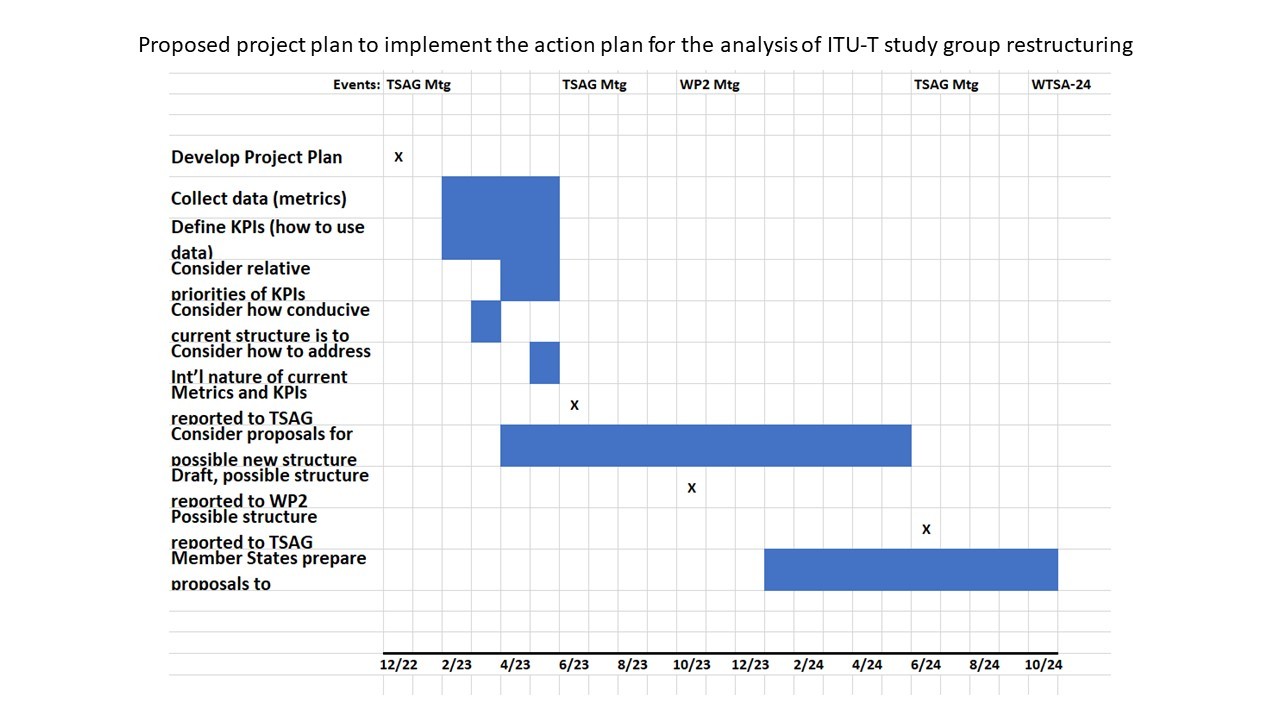 Proposed project plan to implement the action plan for the analysis of ITU-T study group restructuring
Events: TSAG Mtg TSAG Mtg WP2 Mtg TSAG Mtg WTSA-24
Develop Project Plan X
Collect data (metrics)
Define KPIs (how to use
data)
Consider relative
priorities of KPIs
Consider how conducive
current structure is to
Consider how to address
Int'l nature of current
Metrics and KPIs
reported to TSAG X
Consider proposals for
possible new structure
Draft, possible structure
reported to WP2 X
Possible structure
reported to TSAG X
Member States prepare
proposals to
12/22 2/23 4/23 6/23 8/23 10/23 12/23 2/24 4/24 6/24 8/24 10/24